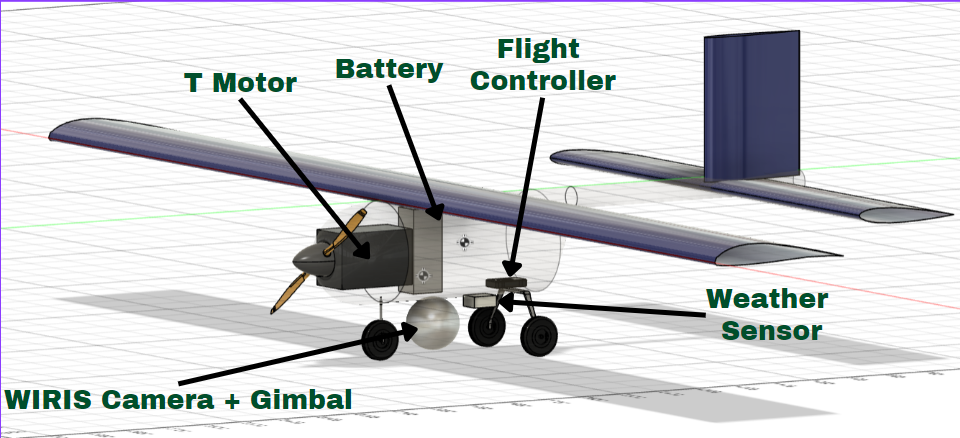 Flight
Controller
Battery
T Motor
Weather
Sensor
WIRIS Camera + Gimbal